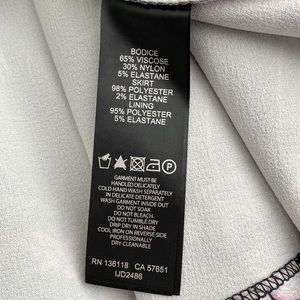 BODICE
65% VISCOSE
30% NYLON
5% ELASTANE
SKIRT
98% POLYESTER
2% ELASTANE
LINING
95% POLYESTER
5% ELASTANE
GARMENT MUST BE
HANDLED DELICATELY
COLD HAND WASH SEPARATELY
IN DELICATE DETERGENT
WASH GARMENT INSIDE OUT
DO NOT SOAK
DO NOT BLEACH
DO NOT TUMBLE DRY
DRIP DRY IN SHADE
COOL IRON ON REVERSE SIDE
PROFESSIONALLY
DRY CLEANABLE
RN 136118 CA 57651
IJD2486